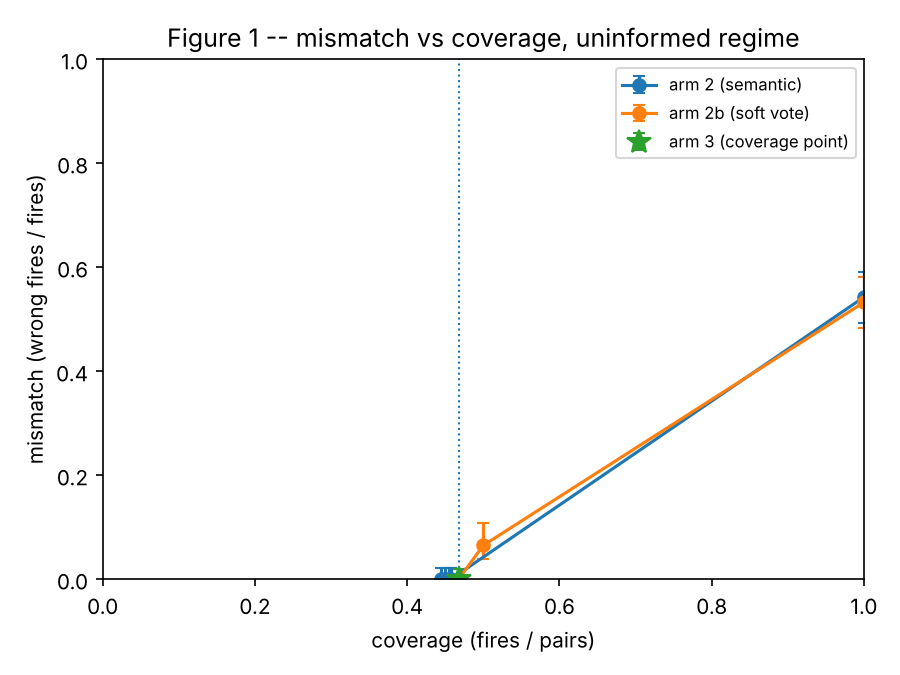 Figure 1 -- mismatch vs coverage, uninformed regime
1.0
0.8
0.6
0.4
0.2
0.0
mismatch (wrong fires / fires)
arm 2 (semantic)
arm 2b (soft vote)
arm 3 (coverage point)
0.0 0.2 0.4 0.6 0.8 1.0
coverage (fires / pairs)